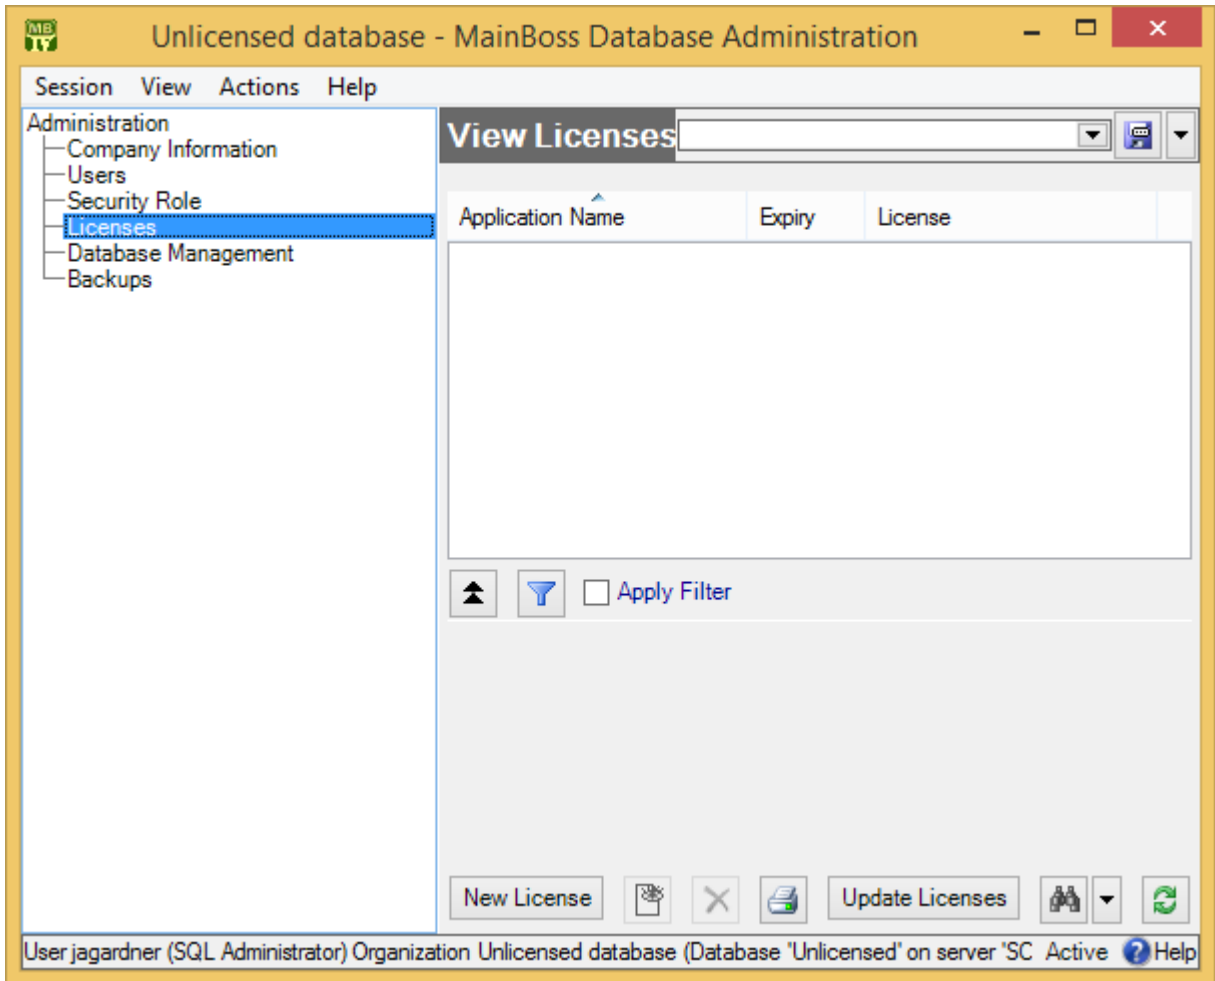 MB
Unlicensed database - MainBoss Database Administration
Session View Actions Help
Administration
Company Information
Users
Security Role
Licenses
Database Management
Backups
View Licenses
Application Name Expiry License
Apply Filter
New License Update Licenses
User jagardner (SQL Administrator) Organization Unlicensed database (Database 'Unlicensed' on server 'SC Active Help